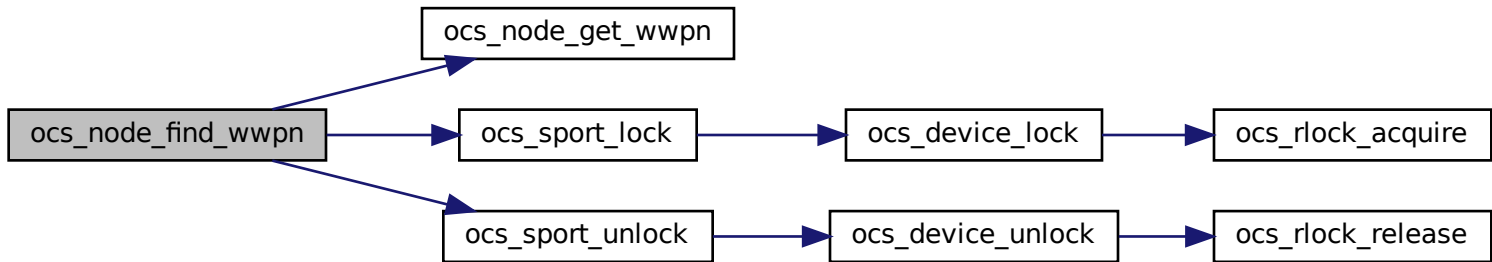 ocs_node_get_wwpn
ocs_node_find_wwpn
ocs_sport_lock
ocs_device_lock
ocs_rlock_acquire
ocs_sport_unlock
ocs_device_unlock
ocs_rlock_release